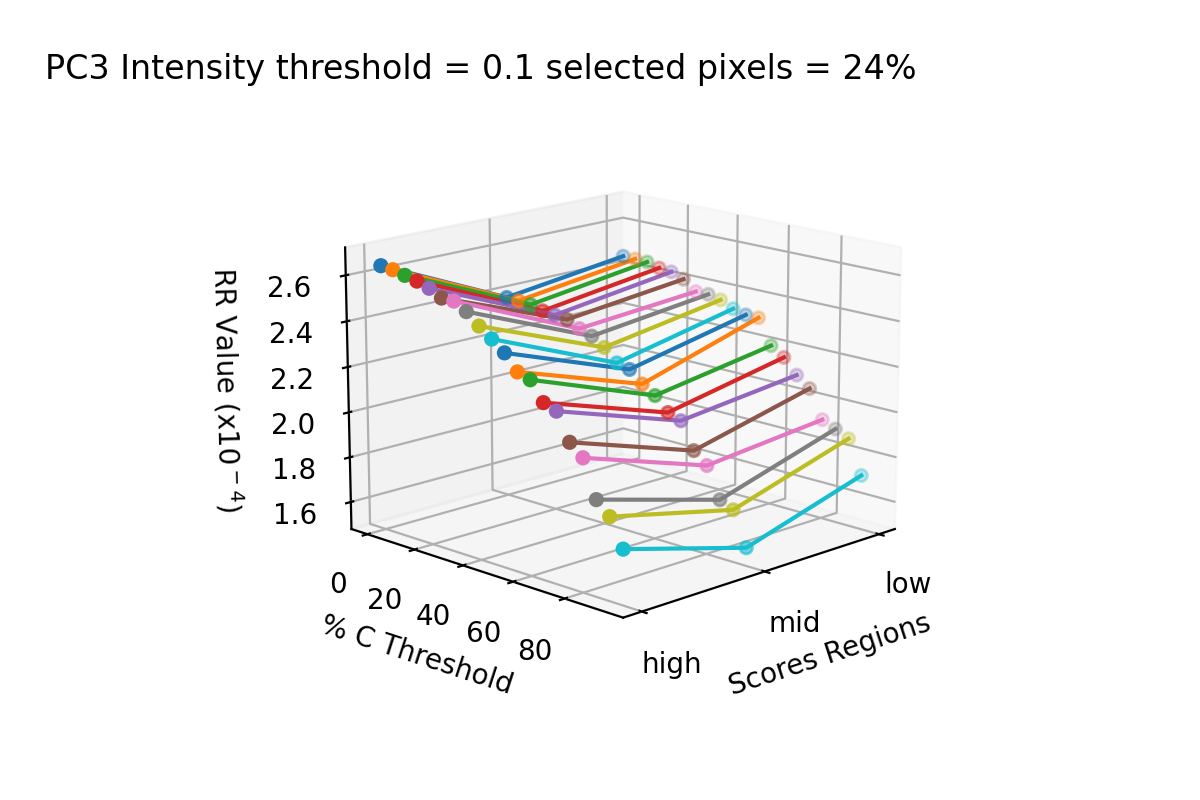 PC3 Intensity threshold = 0.1 selected pixels = 24%
2.6
2.4
2.2
2.0
1.8
1.6
RR Value (x10⁻⁴)
0
20
40
60
80
% C Threshold
high
mid
low
Scores Regions